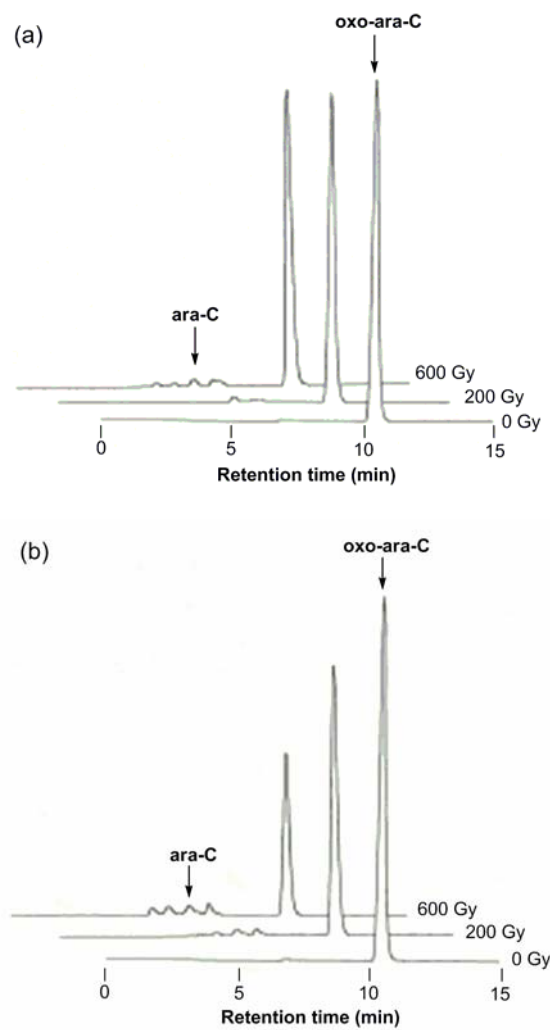 (a)
oxo-ara-C
ara-C
600 Gy
200 Gy
0 Gy
0 5 10 15
Retention time (min)
(b)
oxo-ara-C
ara-C
600 Gy
200 Gy
0 Gy
0 5 10 15
Retention time (min)